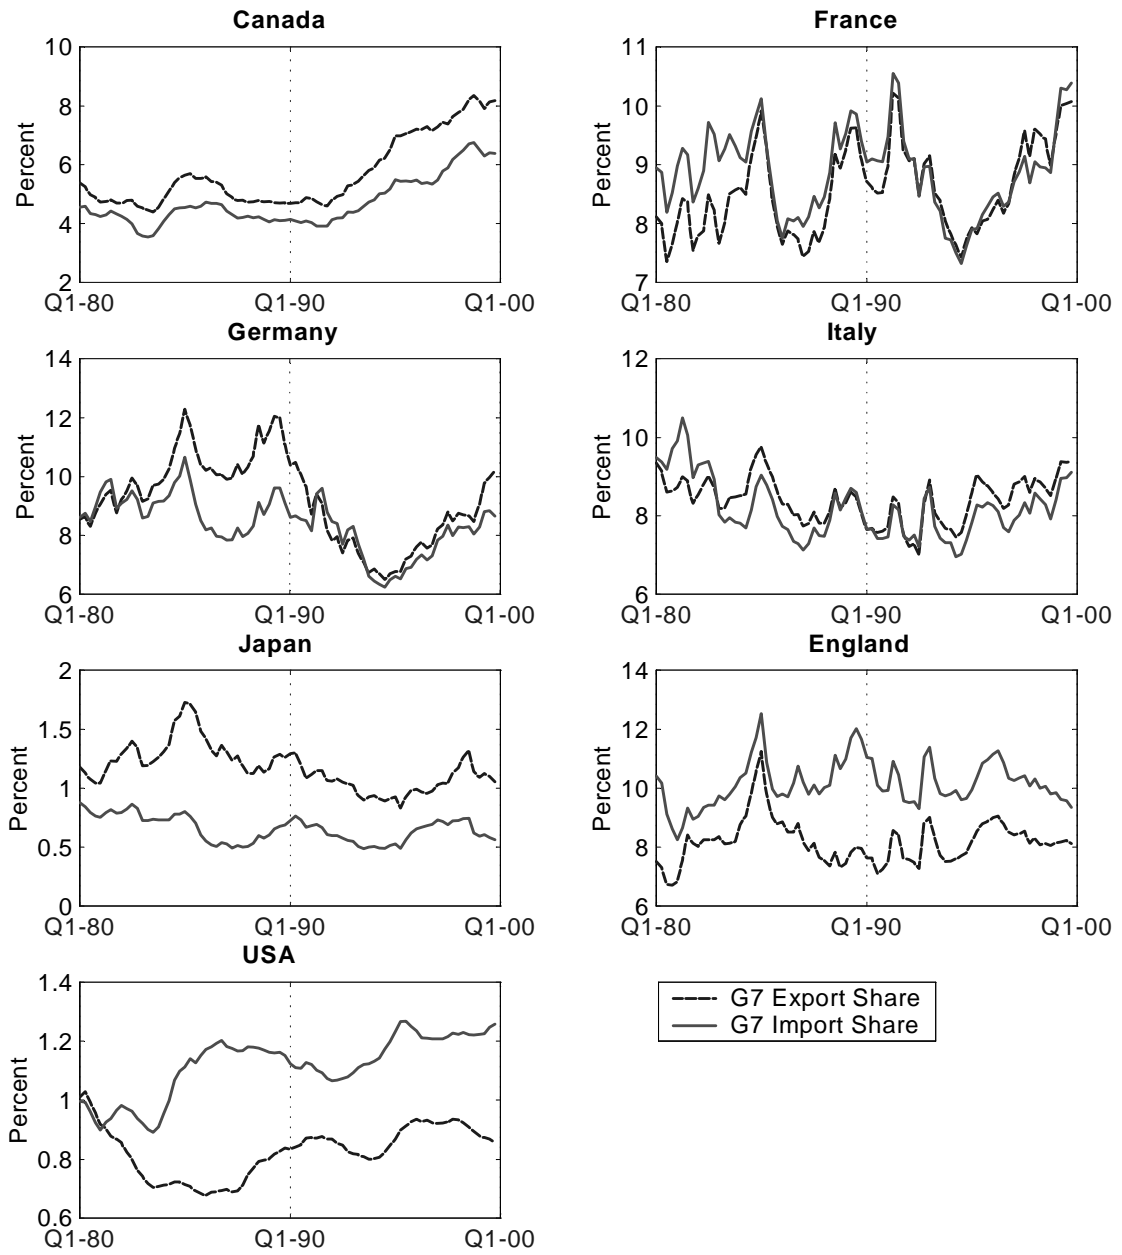 Canada
Percent
10
8
6
4
2
Q1-80 Q1-90 Q1-00
France
Percent
11
10
9
8
7
Q1-80 Q1-90 Q1-00
Germany
Percent
14
12
10
8
6
Q1-80 Q1-90 Q1-00
Italy
Percent
12
10
8
6
Q1-80 Q1-90 Q1-00
Japan
Percent
2
1.5
1
0.5
0
Q1-80 Q1-90 Q1-00
England
Percent
14
12
10
8
6
Q1-80 Q1-90 Q1-00
USA
Percent
1.4
1.2
1
0.8
0.6
Q1-80 Q1-90 Q1-00
G7 Export Share
G7 Import Share